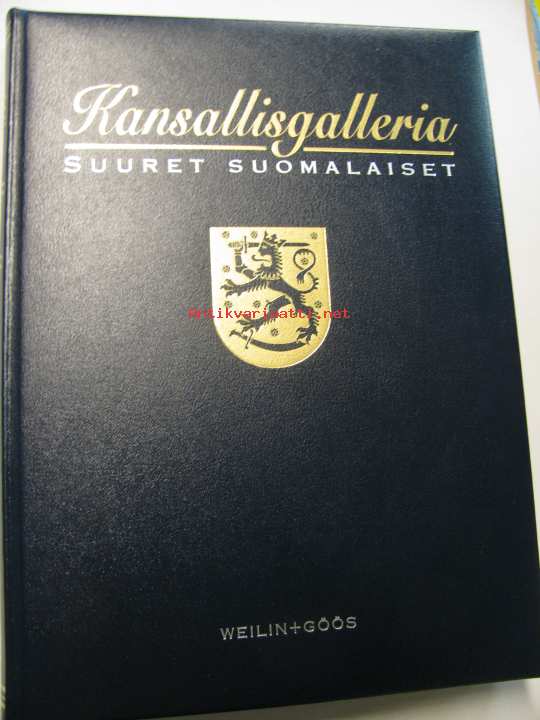 Kansallisgalleria
SUURET SUOMALAISET
Antikvariaatti.net
WEILIN+GÖÖS